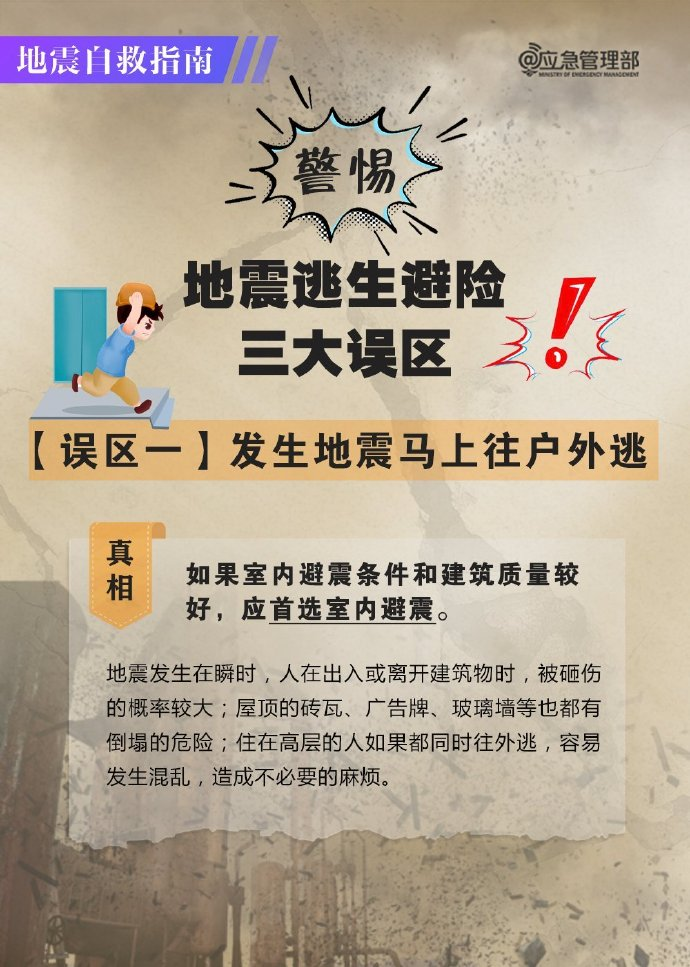 地震自救指南
@应急管理部
MINISTRY OF EMERGENCY MANAGEMENT
警惕
地震逃生避险
三大误区
【误区一】发生地震马上往户外逃
真相
如果室内避震条件和建筑质量较
好，应首选室内避震。
地震发生在瞬时，人在出入或离开建筑物时，被砸伤
的概率较大；屋顶的砖瓦、广告牌、玻璃墙等也都有
倒塌的危险；住在高层的人如果都同时往外逃，容易
发生混乱，造成不必要的麻烦。